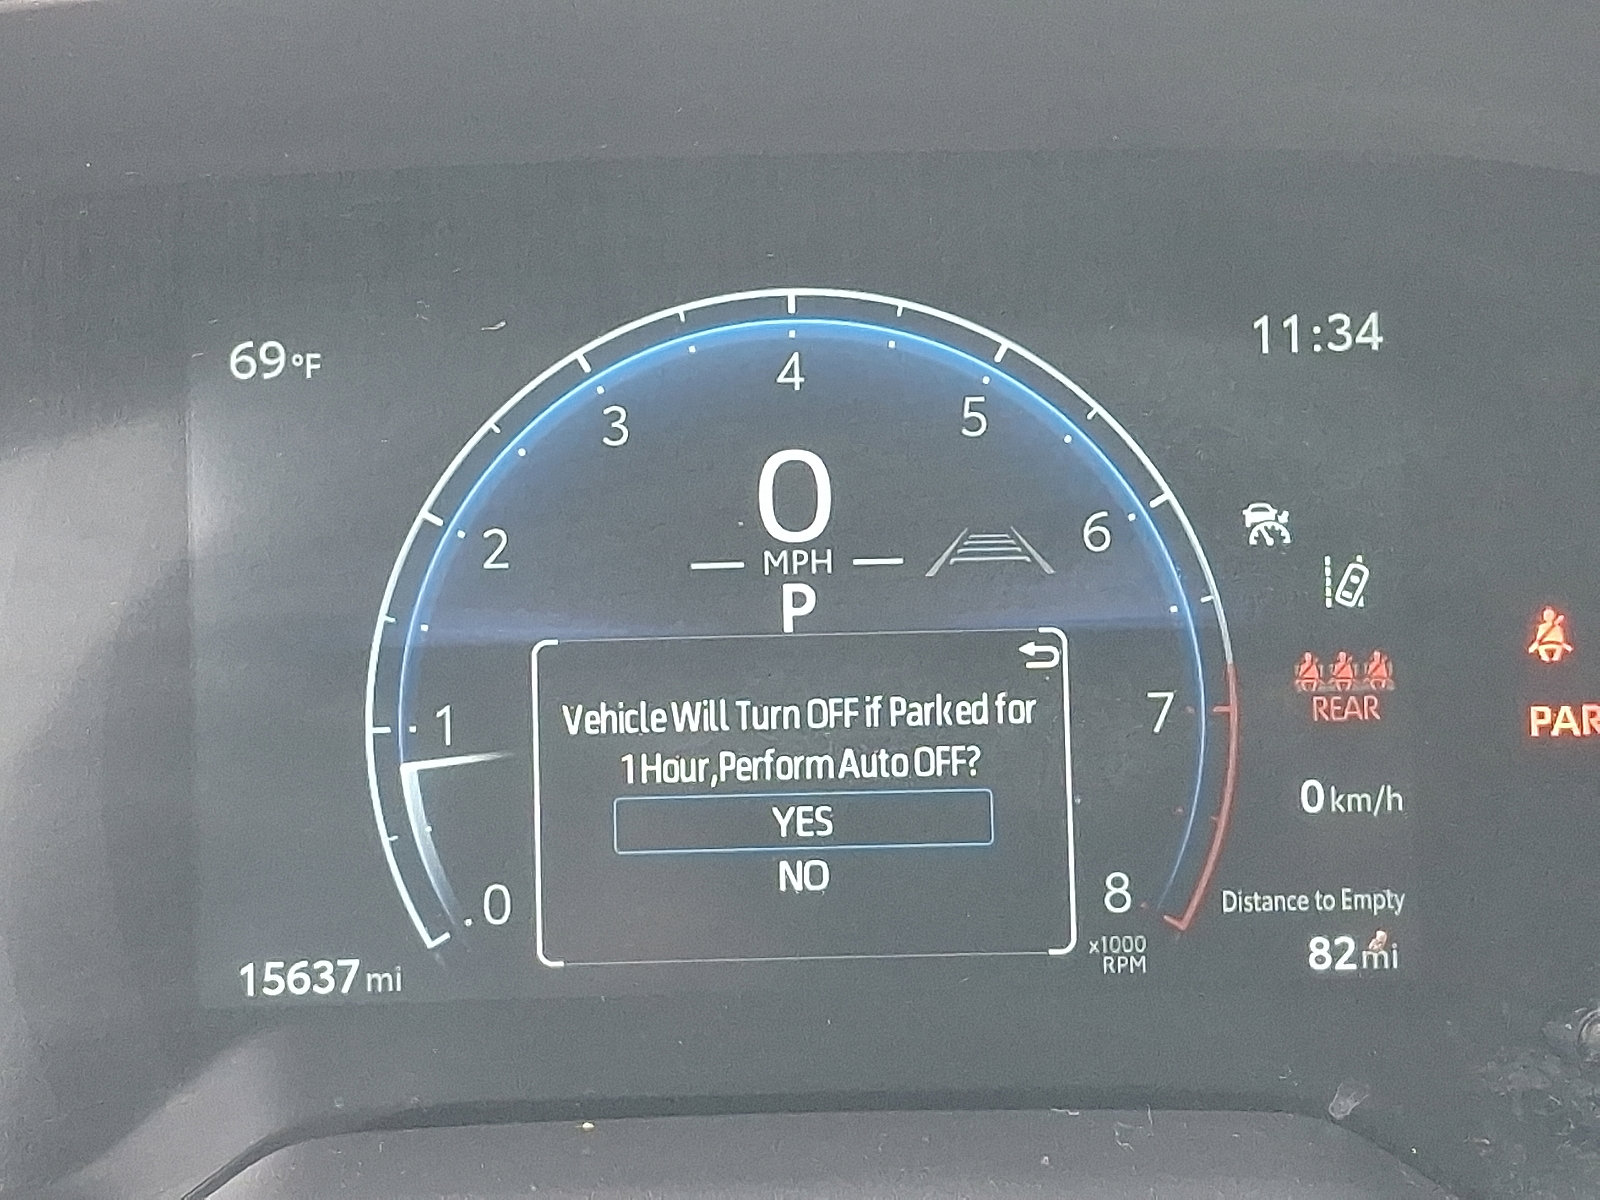 69°F
11:34
4
3
5
0
2
6
MPH
P
Vehicle Will Turn OFF if Parked for
1 7
REAR
PAR
1 Hour, Perform Auto OFF?
0 km/h
YES
NO
0
8
Distance to Empty
x1000
RPM
82 mi
15637 mi